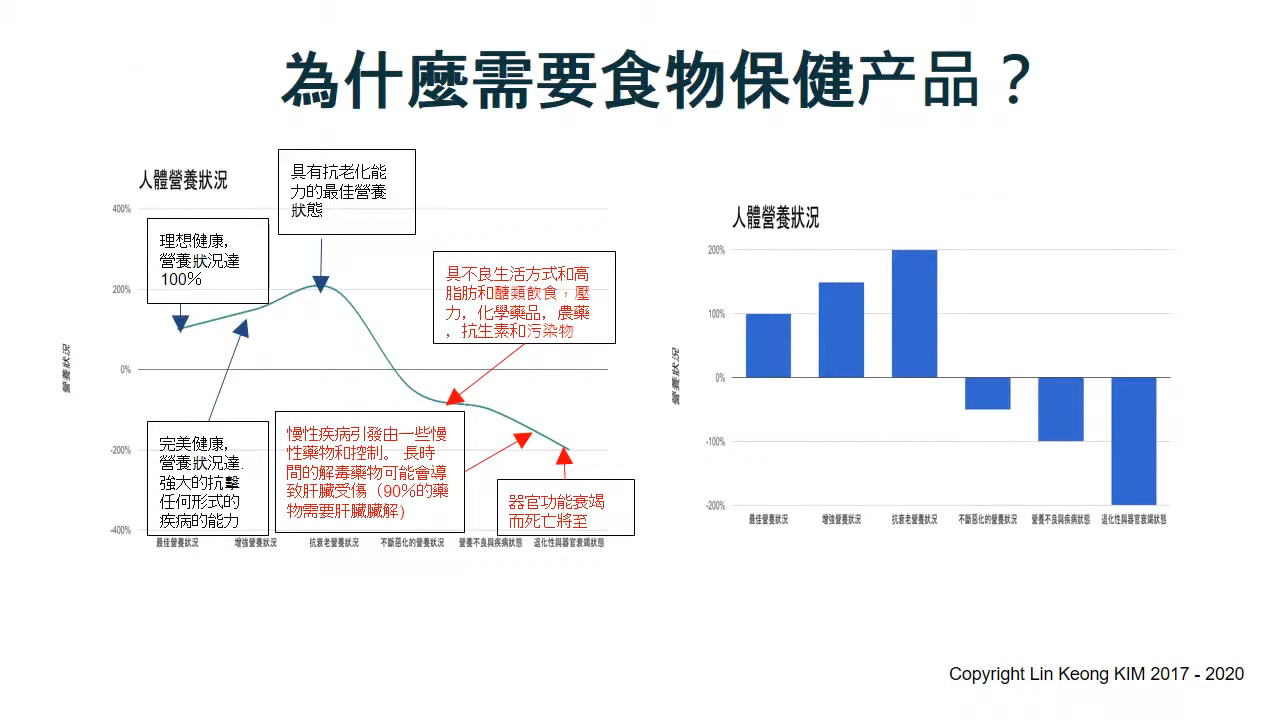 為什麼需要食物保健产品？
人體營養狀況
400%
200%
0%
-200%
-400%
營養狀況
具有抗老化能
力的最佳營養
狀態
理想健康,
營養狀況達
100%
具不良生活方式和高
脂肪和醣類飲食，壓
力, 化學藥品, 農藥
, 抗生素和污染物
完美健康,
營養狀況達.
強大的抗擊
任何形式的
疾病的能力
慢性疾病引發由一些慢
性藥物和控制。 長時
間的解毒藥物可能會導
致肝臟受傷（90%的藥
物需要肝臟臟解)
器官功能衰竭
而死亡將至
最佳營養狀況
增強營養狀況
抗衰老營養狀況
不斷惡化的營養狀況
營養不良與疾病狀態
退化性與器官衰竭狀態
人體營養狀況
200%
100%
0%
-100%
-200%
營養狀況
最佳營養狀況
增強營養狀況
抗衰老營養狀況
不斷惡化的營養狀況
營養不良與疾病狀態
退化性與器官衰竭狀態
Copyright Lin Keong KIM 2017 - 2020